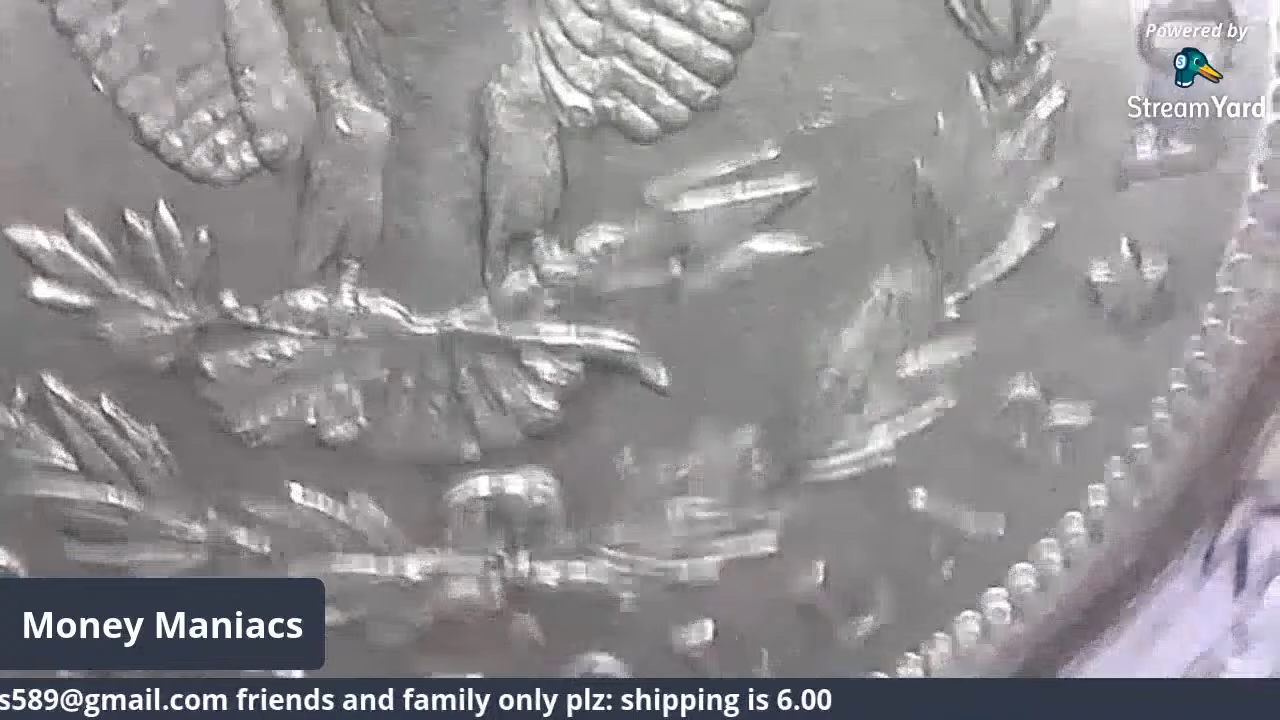 Powered by
StreamYard
Money Maniacs
s589@gmail.com friends and family only plz: shipping is 6.00